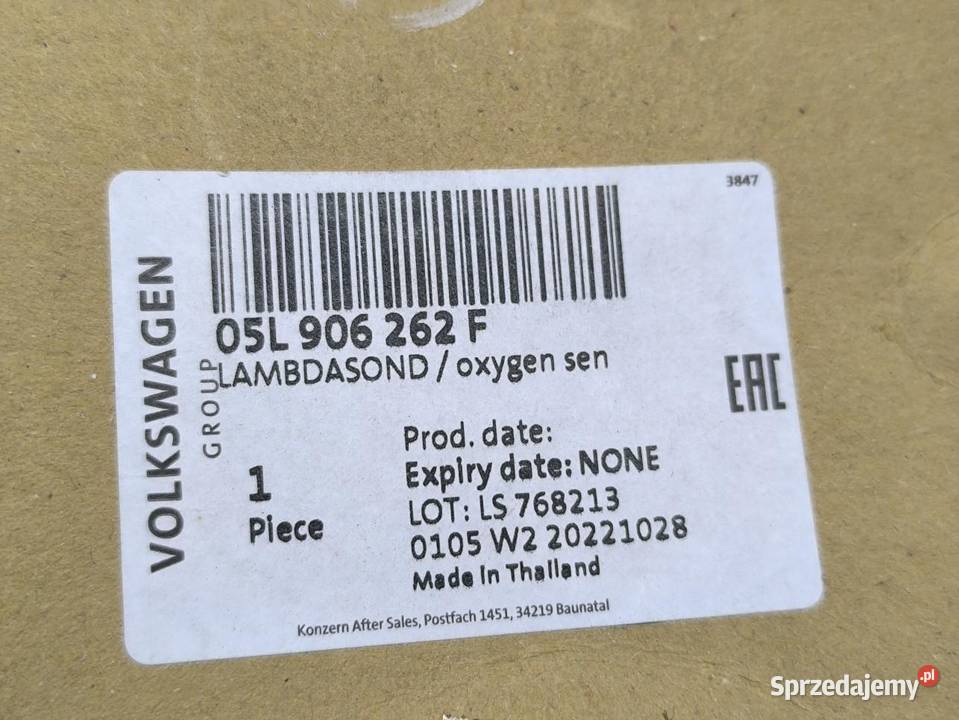 3847
VOLKSWAGEN
GROUP
05L 906 262 F
LAMBDASOND / oxygen sen
EAC
1
Piece
Prod. date:
Expiry date: NONE
LOT: LS 768213
0105 W2 20221028
Made in Thailand
Konzern After Sales, Postfach 1451, 34219 Baunatal
Sprzedajemy.pl